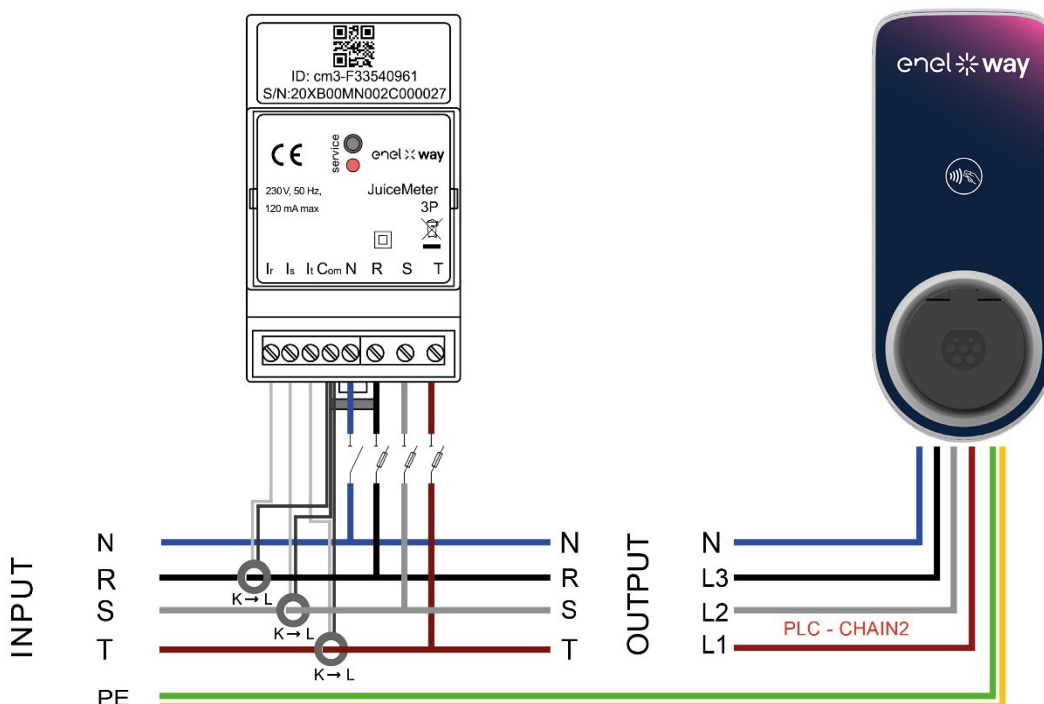 ID: cm3-F33540961
S/N:20XB00MN002C000027
CE
service
enel way
230V, 50 Hz,
120 mA max
JuiceMeter
3P
Ir Is It Com N R S T
enel way
INPUT
N
R
S
T
PE
K→L
K→L
K→L
N
R
S
T
OUTPUT
N
L3
L2
L1
PLC - CHAIN2